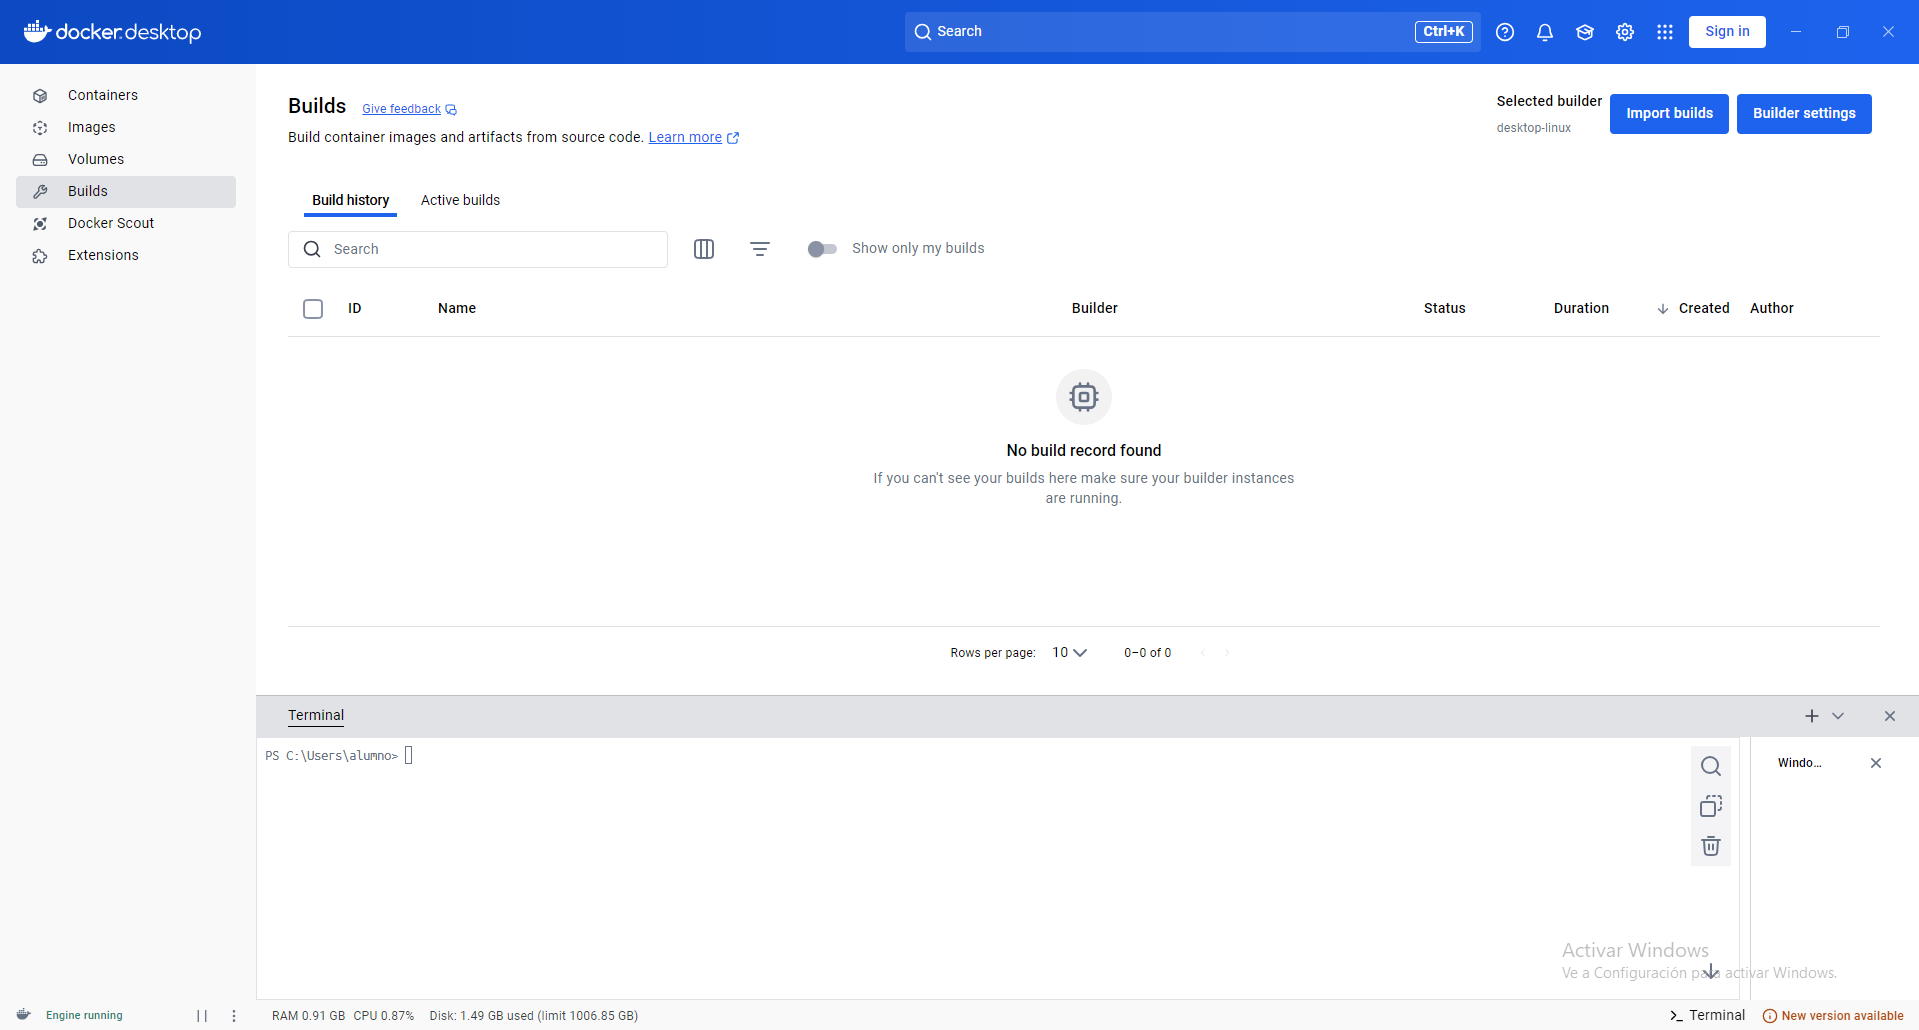 docker.desktop
Search
Ctrl+K
Sign in
Containers
Images
Volumes
Builds
Docker Scout
Extensions
Builds
Give feedback
Build container images and artifacts from source code. Learn more
Selected builder
desktop-linux
Import builds
Builder settings
Build history
Active builds
Search
Show only my builds
ID Name Builder Status Duration Created Author
No build record found
If you can't see your builds here make sure your builder instances
are running.
Rows per page: 10 0–0 of 0
Terminal
PS C:\Users\alumno>
Windo...
Activar Windows
Ve a Configuración para activar Windows.
Engine running
RAM 0.91 GB CPU 0.87% Disk: 1.49 GB used (limit 1006.85 GB)
Terminal
New version available